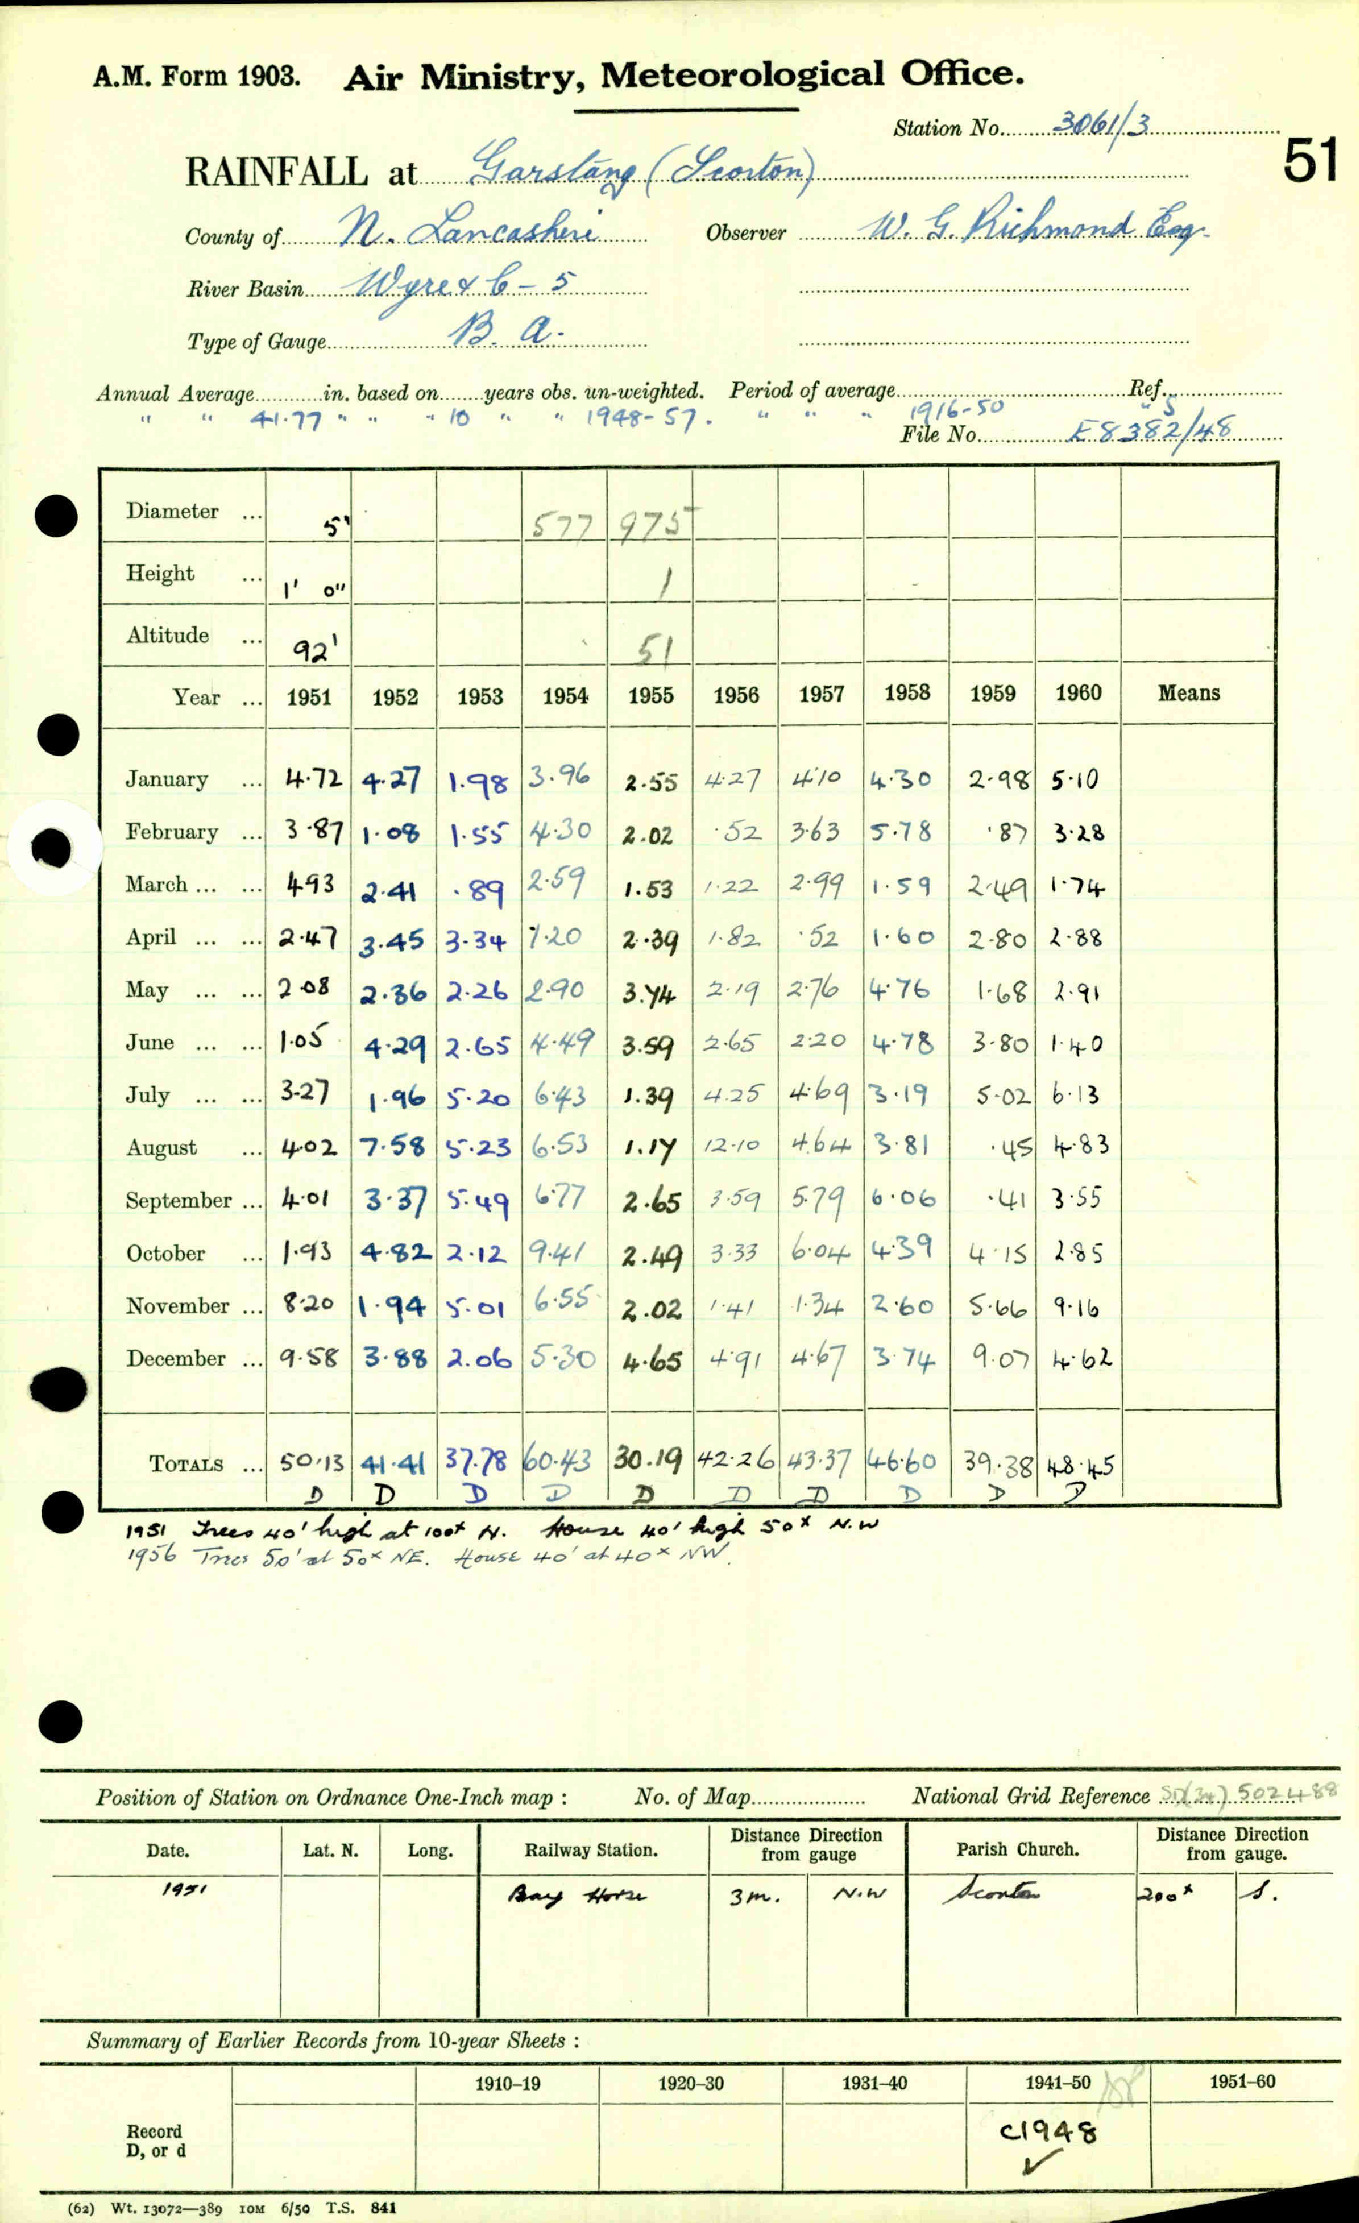 A.M. Form 1903. Air Ministry, Meteorological Office.
Station No. 3061/3
51
RAINFALL at Garstang (Scorton)
County of N. Lancashire Observer W. G. Richmond Esq.
River Basin Wyre & C - 5
Type of Gauge B. A.
Annual Average in. based on years obs. un-weighted. Period of average Ref.
" " 41.77 " " " 10 " " 1948-57. " " " 1916-50 " 5
File No. E8382/48
Diameter ... 5" 577 975
Height ... 1' 0" 1
Altitude ... 92' 51
Year ... 1951 1952 1953 1954 1955 1956 1957 1958 1959 1960 Means
January ... 4.72 4.27 1.98 3.96 2.55 4.27 4.10 4.30 2.98 5.10
February ... 3.87 1.08 1.55 4.30 2.02 .52 3.63 5.78 .87 3.28
March ... ... 4.93 2.41 .89 2.59 1.53 1.22 2.99 1.59 2.49 1.74
April ... ... 2.47 3.45 3.34 1.20 2.39 1.82 .52 1.60 2.80 2.88
May ... ... 2.08 2.36 2.26 2.90 3.74 2.19 2.76 4.76 1.68 2.91
June ... ... 1.05 4.29 2.65 4.49 3.59 2.65 2.20 4.78 3.80 1.40
July ... ... 3.27 1.96 5.20 6.43 1.39 4.25 4.69 3.19 5.02 6.13
August ... 4.02 7.58 5.23 6.53 1.17 12.10 4.64 3.81 .45 4.83
September ... 4.01 3.37 5.49 6.77 2.65 3.59 5.79 6.06 .41 3.55
October ... 1.93 4.82 2.12 9.41 2.49 3.33 6.04 4.39 4.15 2.85
November ... 8.20 1.94 5.01 6.55 2.02 1.41 1.34 2.60 5.66 9.16
December ... 9.58 3.88 2.06 5.30 4.65 4.91 4.67 3.74 9.07 4.62
TOTALS ... 50.13 41.41 37.78 60.43 30.19 42.26 43.37 46.60 39.38 48.45
D D D D D D D D D D
1951 Trees 40' high at 100x N. House 40' high 50x N.W
1956 Trees 50' at 50x NE. House 40' at 40x NW.
Position of Station on Ordnance One-Inch map : No. of Map National Grid Reference SD(34) 502488
Date. Lat. N. Long. Railway Station. Distance Direction from gauge Parish Church. Distance Direction from gauge.
1951 Bay Horse 3m. N.W Scorton 200x S.
Summary of Earlier Records from 10-year Sheets :
1910–19 1920–30 1931–40 1941–50 1951–60
Record D, or d c1948 ✓
(62) Wt. 13072—389 10M 6/50 T.S. 841